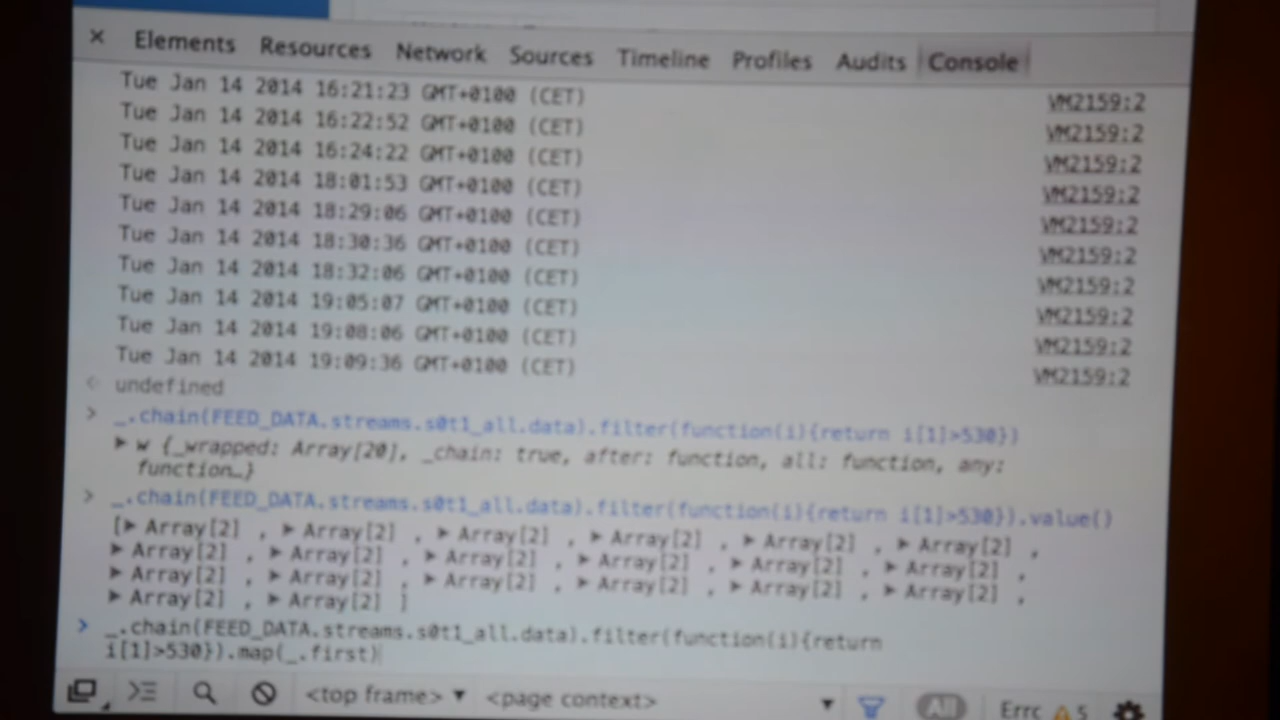 × Elements Resources Network Sources Timeline Profiles Audits Console
Tue Jan 14 2014 16:21:23 GMT+0100 (CET) VM2159:2
Tue Jan 14 2014 16:22:52 GMT+0100 (CET) VM2159:2
Tue Jan 14 2014 16:24:22 GMT+0100 (CET) VM2159:2
Tue Jan 14 2014 18:01:53 GMT+0100 (CET) VM2159:2
Tue Jan 14 2014 18:29:06 GMT+0100 (CET) VM2159:2
Tue Jan 14 2014 18:30:36 GMT+0100 (CET) VM2159:2
Tue Jan 14 2014 18:32:06 GMT+0100 (CET) VM2159:2
Tue Jan 14 2014 19:05:07 GMT+0100 (CET) VM2159:2
Tue Jan 14 2014 19:08:06 GMT+0100 (CET) VM2159:2
Tue Jan 14 2014 19:09:36 GMT+0100 (CET) VM2159:2
undefined
_.chain(FEED_DATA.streams.s0t1_all.data).filter(function(i){return i[1]>530})
▶ w {_wrapped: Array[20], _chain: true, after: function, all: function, any:
function…}
_.chain(FEED_DATA.streams.s0t1_all.data).filter(function(i){return i[1]>530}).value()
[▶ Array[2] , ▶ Array[2] , ▶ Array[2] , ▶ Array[2] , ▶ Array[2] , ▶ Array[2] ,
▶ Array[2] , ▶ Array[2] , ▶ Array[2] , ▶ Array[2] , ▶ Array[2] , ▶ Array[2] ,
▶ Array[2] , ▶ Array[2] , ▶ Array[2] , ▶ Array[2] , ▶ Array[2] , ▶ Array[2] ,
▶ Array[2] , ▶ Array[2] ]
_.chain(FEED_DATA.streams.s0t1_all.data).filter(function(i){return
i[1]>530}).map(_.first)
<top frame> ▼ <page context> ▼ All Errc 5